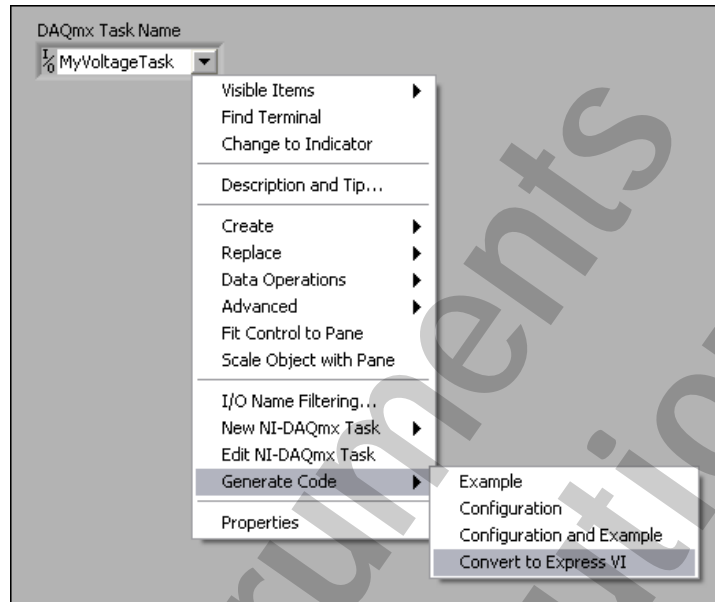 DAQmx Task Name
I/O MyVoltageTask
Visible Items
Find Terminal
Change to Indicator
Description and Tip...
Create
Replace
Data Operations
Advanced
Fit Control to Pane
Scale Object with Pane
I/O Name Filtering...
New NI-DAQmx Task
Edit NI-DAQmx Task
Generate Code
Properties
Example
Configuration
Configuration and Example
Convert to Express VI